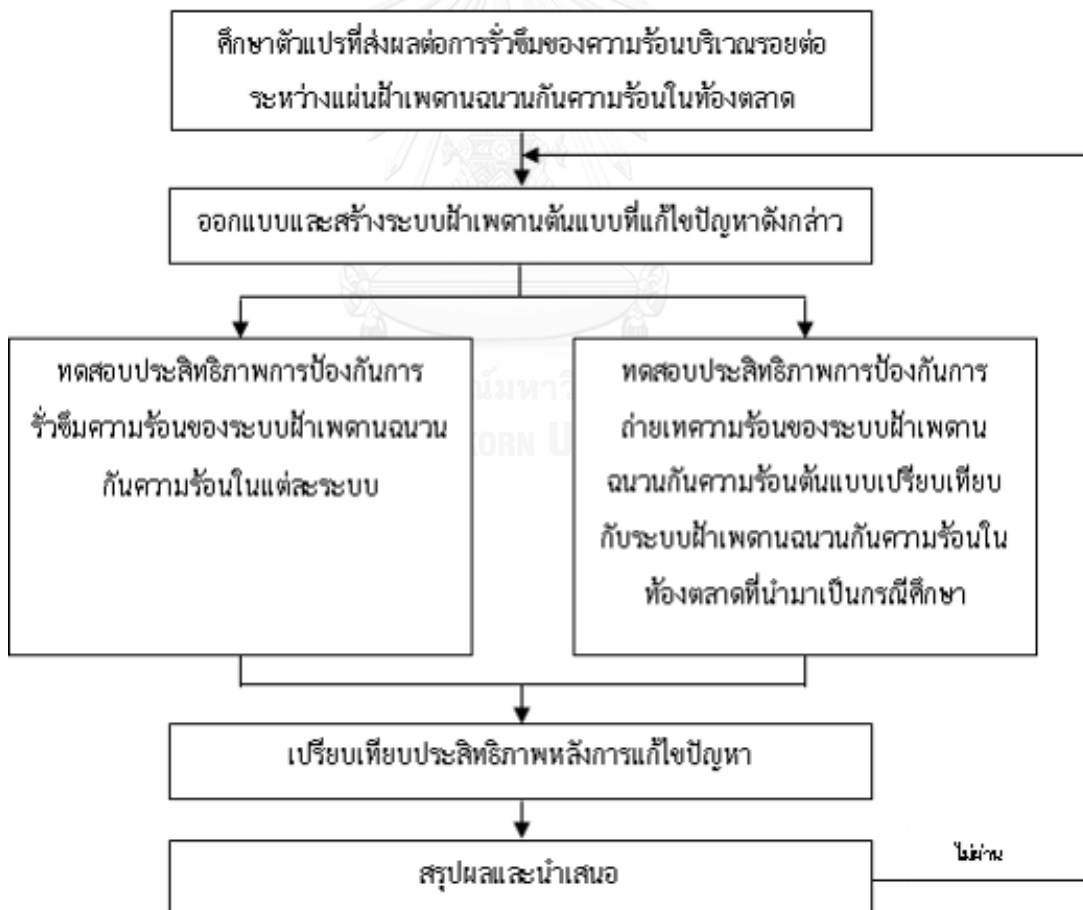 ศึกษาตัวแปรที่ส่งผลต่อการรั่วซึมของความร้อนบริเวณรอยต่อ
ระหว่างแผ่นฝ้าเพดานฉนวนกันความร้อนในท้องตลาด
ออกแบบและสร้างระบบฝ้าเพดานต้นแบบที่แก้ไขปัญหาดังกล่าว
ทดสอบประสิทธิภาพการป้องกันการ
รั่วซึมความร้อนของระบบฝ้าเพดานฉนวน
กันความร้อนในแต่ละระบบ
ทดสอบประสิทธิภาพการป้องกันการ
ถ่ายเทความร้อนของระบบฝ้าเพดาน
ฉนวนกันความร้อนต้นแบบเปรียบเทียบ
กับระบบฝ้าเพดานฉนวนกันความร้อนใน
ท้องตลาดที่นำมาเป็นกรณีศึกษา
ณ์มหาวิ
KORN U
เปรียบเทียบประสิทธิภาพหลังการแก้ไขปัญหา
สรุปผลและนำเสนอ
ไม่ผ่าน